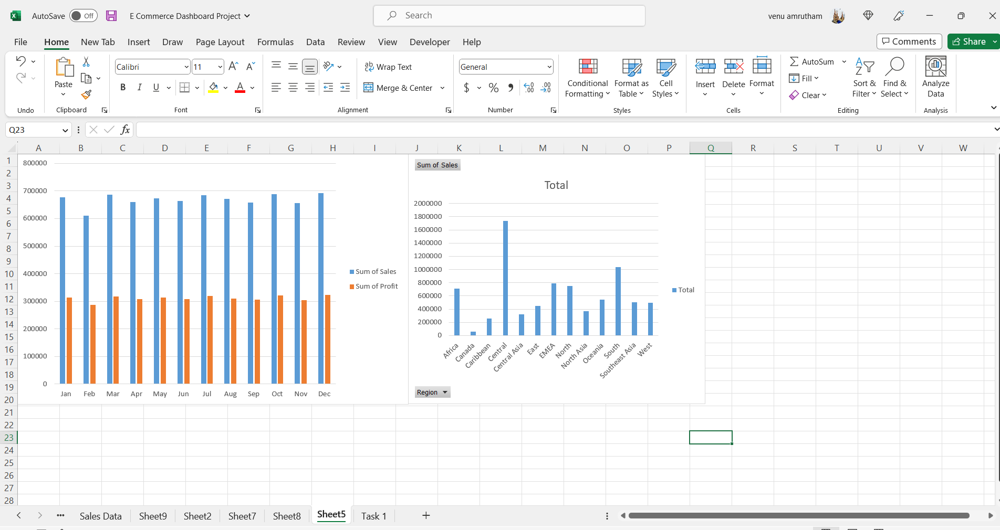 AutoSave Off E Commerce Dashboard Project Search venu amrutham
File Home New Tab Insert Draw Page Layout Formulas Data Review View Developer Help Comments Share
Calibri 11 Wrap Text General AutoSum
Paste B I U Merge & Center $ % Conditional Formatting Format as Table Cell Styles Insert Delete Format Fill Clear Sort & Filter Find & Select Analyze Data
Undo Clipboard Font Alignment Number Styles Cells Editing Analysis
Q23 fx
A B C D E F G H I J K L M N O P Q R S T U V W
1
2
3
4
5
6
7
8
9
10
11
12
13
14
15
16
17
18
19
20
21
22
23
24
25
26
27
28
800000
700000
600000
500000
400000
300000
200000
100000
0
Jan Feb Mar Apr May Jun Jul Aug Sep Oct Nov Dec
Sum of Sales
Sum of Profit
Sum of Sales
Total
2000000
1800000
1600000
1400000
1200000
1000000
800000
600000
400000
200000
0
Africa
Canada
Caribbean
Central
Central Asia
East
EMEA
North
North Asia
Oceania
South
Southeast Asia
West
Total
Region
Sales Data Sheet9 Sheet2 Sheet7 Sheet8 Sheet5 Task 1